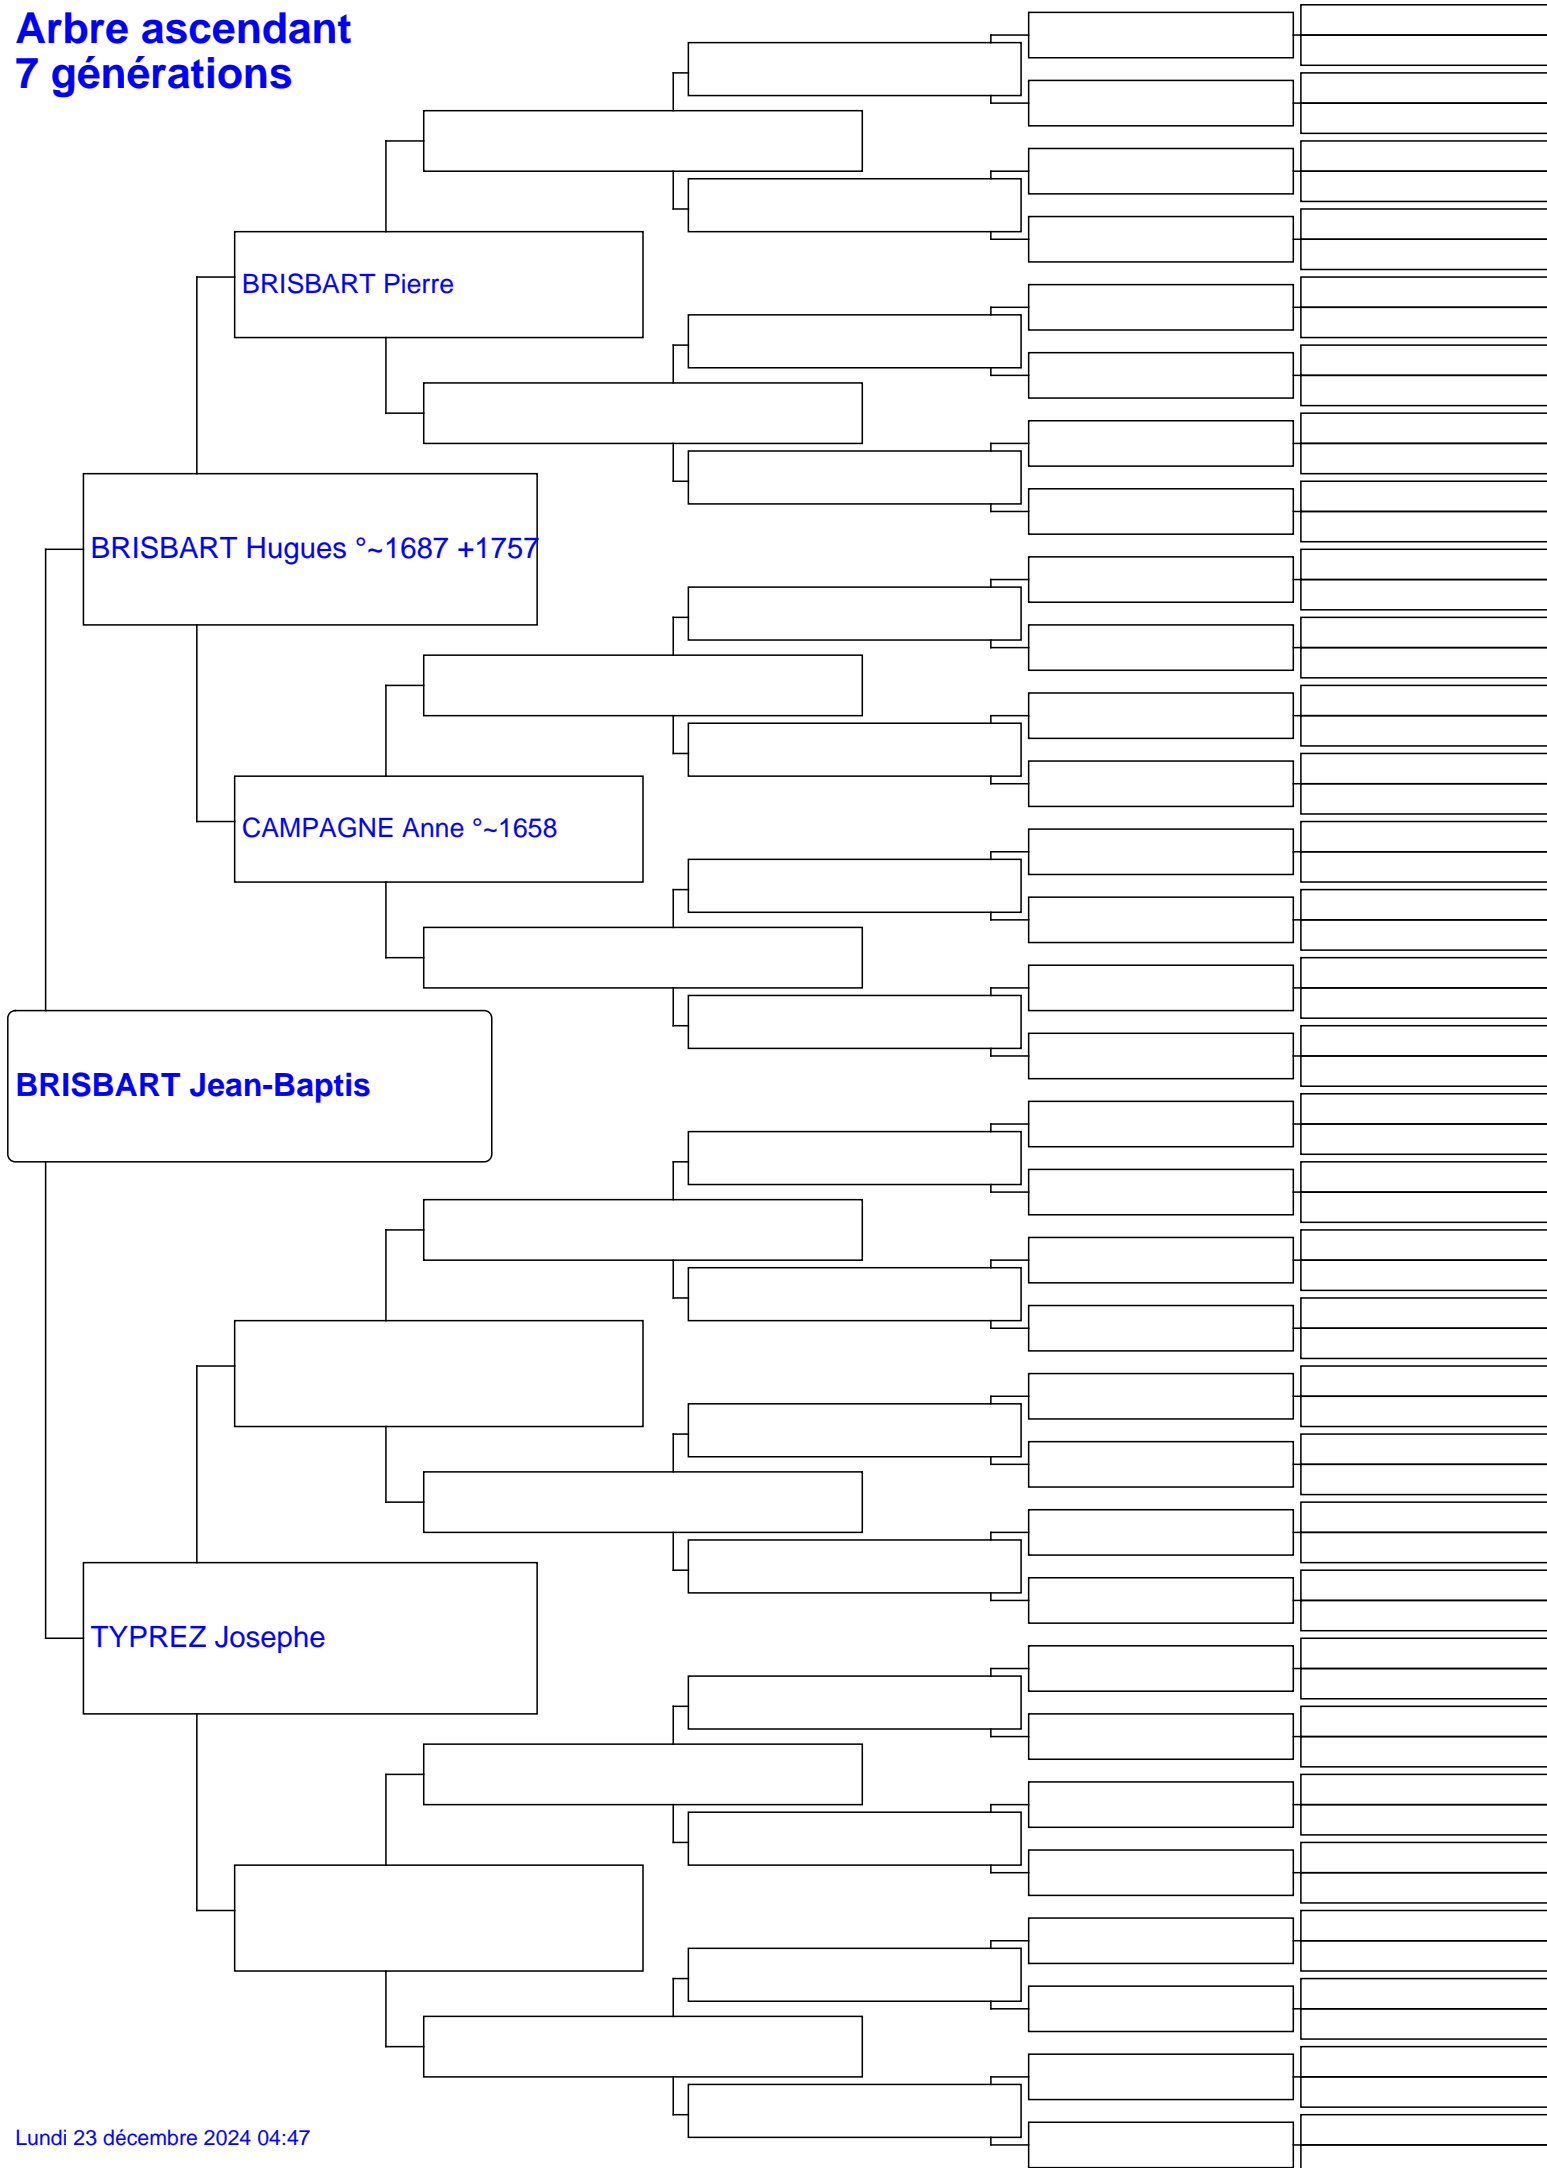 Arbre ascendant
7 générations
BRISBART Pierre
BRISBART Hugues °~1687 +1757
CAMPAGNE Anne °~1658
BRISBART Jean-Baptis
TYPREZ Josephe
Lundi 23 décembre 2024 04:47